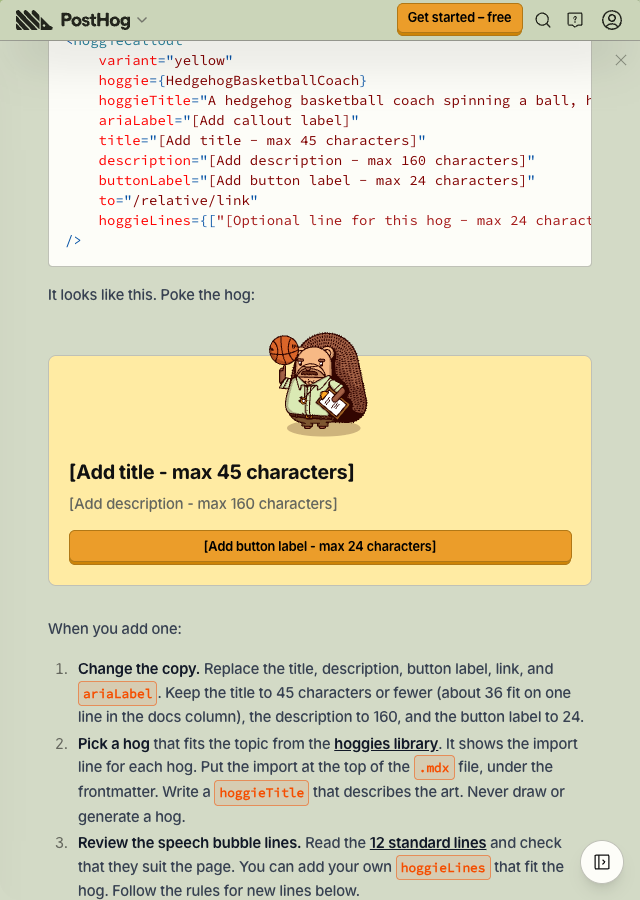 PostHog
Get started – free
<HoggieCallout
variant="yellow"
hoggie={HedgehogBasketballCoach}
hoggieTitle="A hedgehog basketball coach spinning a ball, h
ariaLabel="[Add callout label]"
title="[Add title - max 45 characters]"
description="[Add description - max 160 characters]"
buttonLabel="[Add button label - max 24 characters]"
to="/relative/link"
hoggieLines={["[Optional line for this hog - max 24 charact
/>
It looks like this. Poke the hog:
[Add title - max 45 characters]
[Add description - max 160 characters]
[Add button label - max 24 characters]
When you add one:
1. Change the copy. Replace the title, description, button label, link, and
ariaLabel. Keep the title to 45 characters or fewer (about 36 fit on one
line in the docs column), the description to 160, and the button label to 24.
2. Pick a hog that fits the topic from the hoggies library. It shows the import
line for each hog. Put the import at the top of the .mdx file, under the
frontmatter. Write a hoggieTitle that describes the art. Never draw or
generate a hog.
3. Review the speech bubble lines. Read the 12 standard lines and check
that they suit the page. You can add your own hoggieLines that fit the
hog. Follow the rules for new lines below.